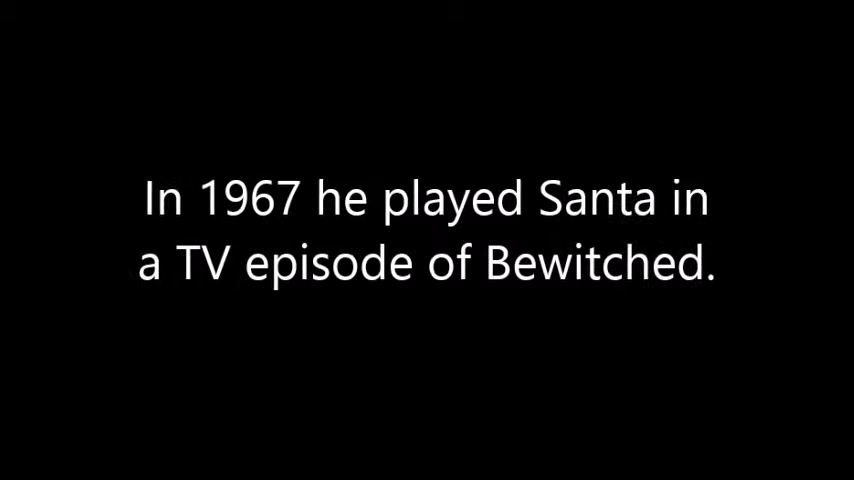 In 1967 he played Santa in
a TV episode of Bewitched.